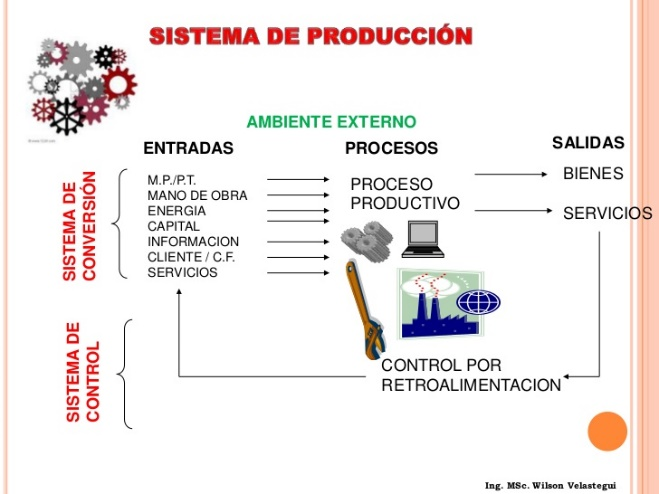 SISTEMA DE PRODUCCIÓN
AMBIENTE EXTERNO
ENTRADAS
PROCESOS
SALIDAS
SISTEMA DE
CONVERSIÓN
M.P./P.T.
MANO DE OBRA
ENERGIA
CAPITAL
INFORMACION
CLIENTE / C.F.
SERVICIOS
PROCESO
PRODUCTIVO
BIENES
SERVICIOS
SISTEMA DE
CONTROL
CONTROL POR
RETROALIMENTACION
Ing. MSc. Wilson Velastegui